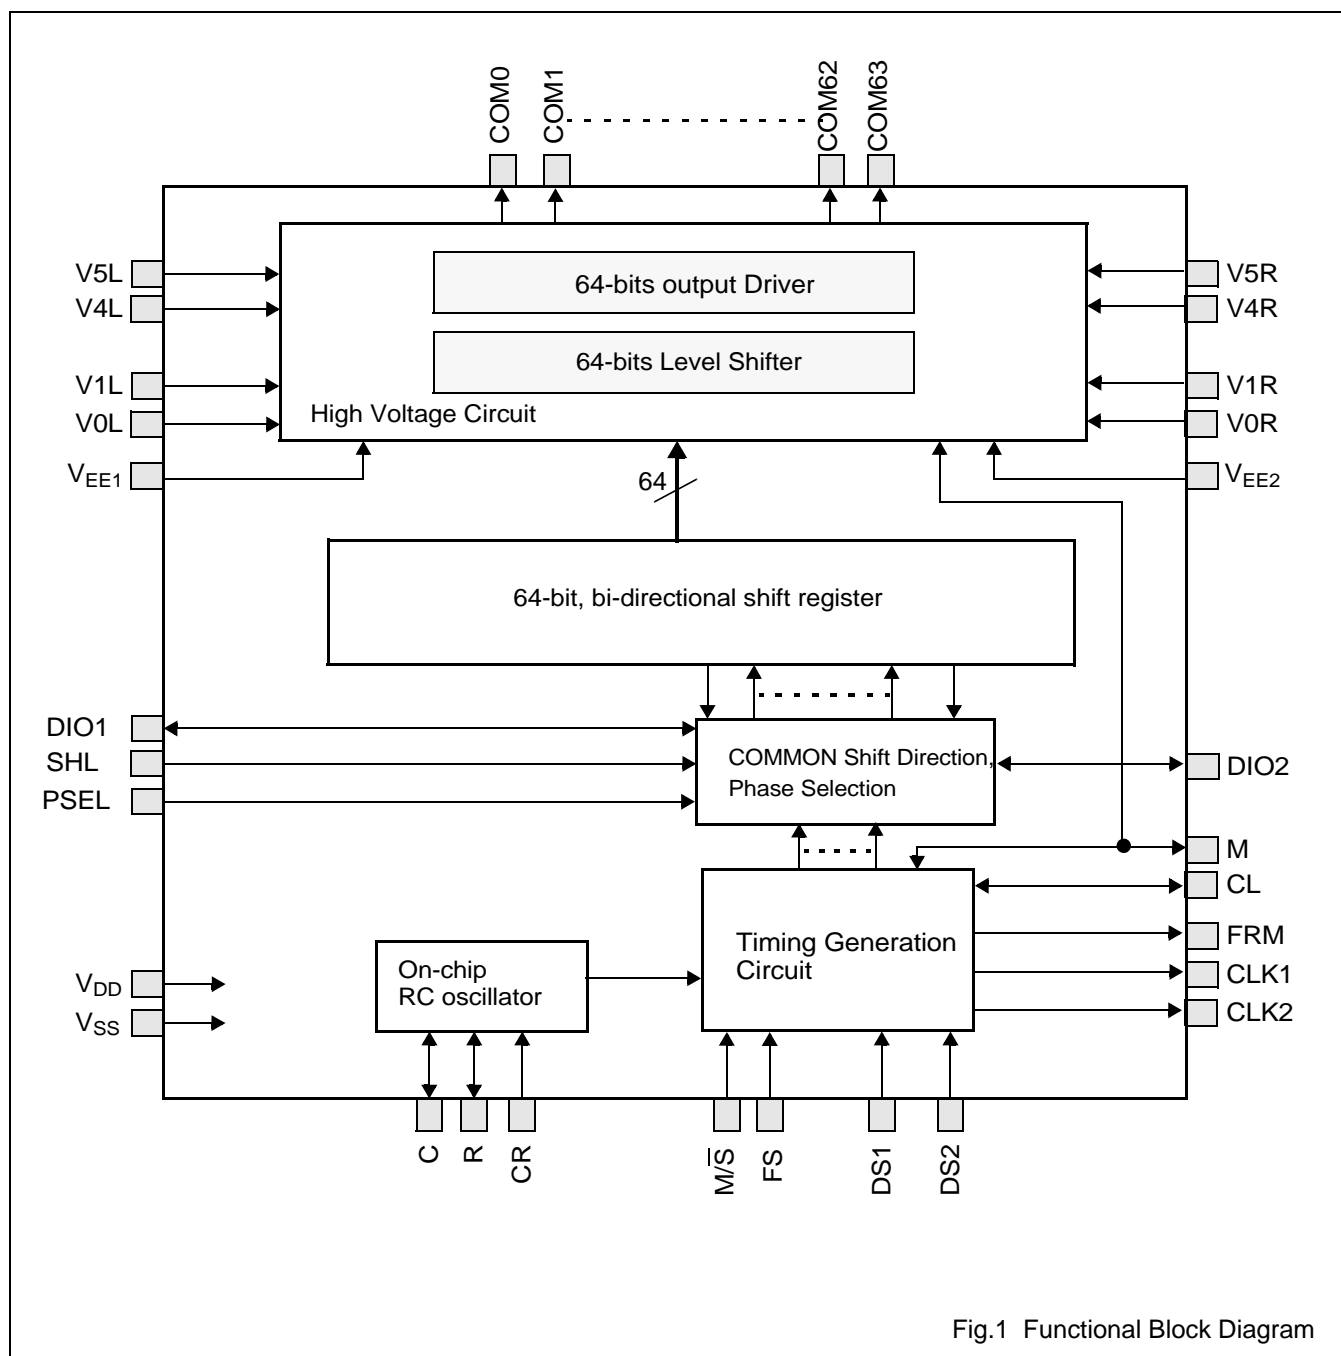 COM0
COM1
COM62
COM63
V5L
V4L
V1L
V0L
VEE1
V5R
V4R
V1R
V0R
VEE2
64-bits output Driver
64-bits Level Shifter
High Voltage Circuit
64
64-bit, bi-directional shift register
DIO1
SHL
PSEL
COMMON Shift Direction,
Phase Selection
DIO2
M
CL
FRM
CLK1
CLK2
Timing Generation
Circuit
On-chip
RC oscillator
VDD
VSS
C
R
CR
M/S̅
FS
DS1
DS2
Fig.1 Functional Block Diagram